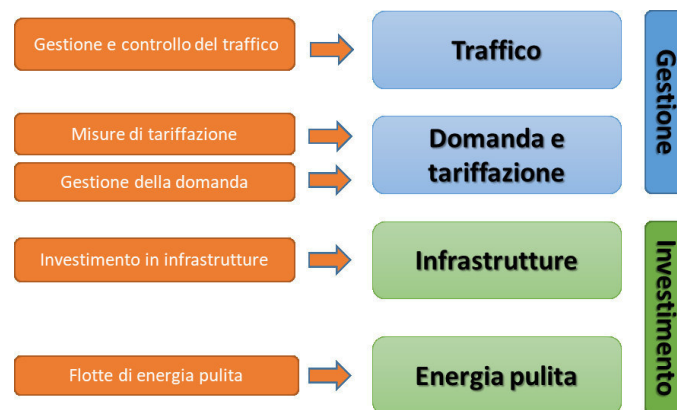 Gestione e controllo del traffico
Traffico
Gestione
Misure di tariffazione
Domanda e
tariffazione
Gestione della domanda
Investimento in infrastrutture
Infrastrutture
Investimento
Flotte di energia pulita
Energia pulita